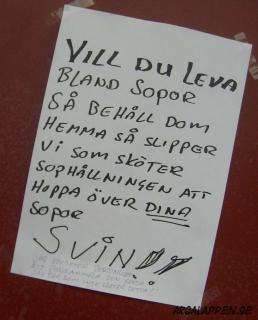 VILL DU LEVA
BLAND SOPOR
SÅ BEHÅLL DOM
HEMMA SÅ SLIPPER
VI SOM SKÖTER
SOPHÅLLNINGEN ATT
HOPPA ÖVER DINA
SOPOR
SVIN
ARGALAPPEN.SE